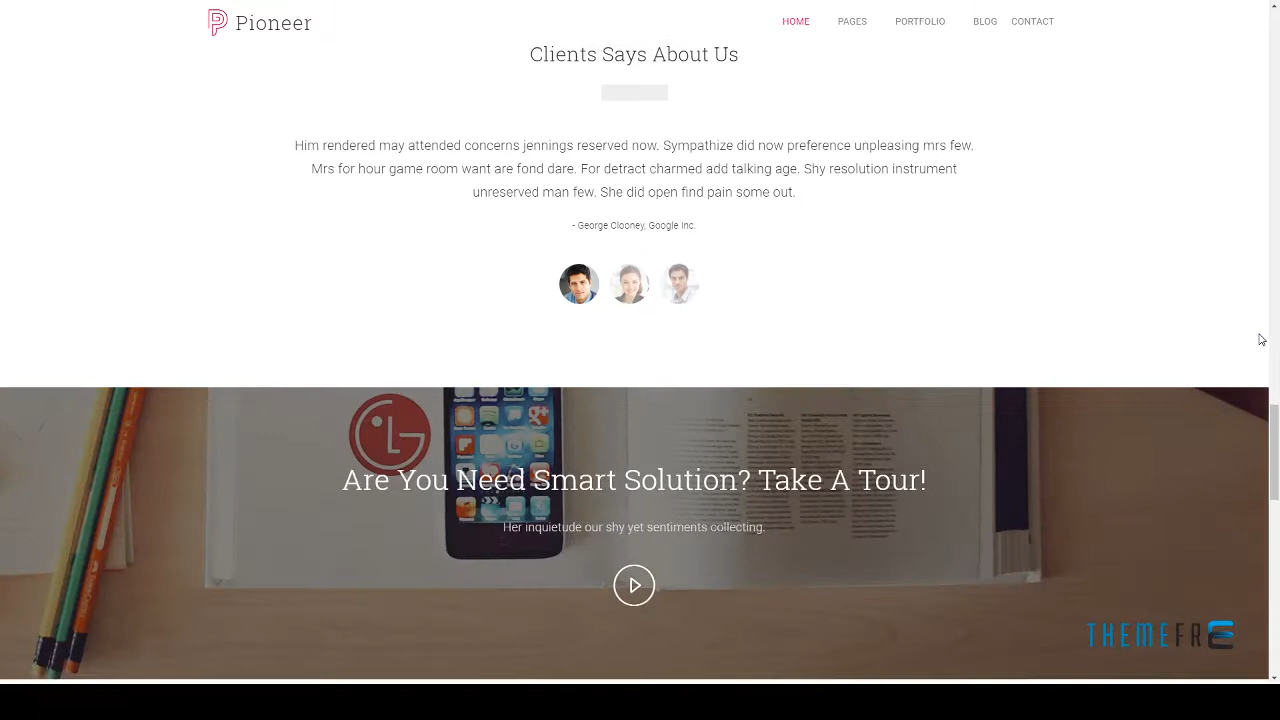 Pioneer
HOME PAGES PORTFOLIO BLOG CONTACT
Clients Says About Us
Him rendered may attended concerns jennings reserved now. Sympathize did now preference unpleasing mrs few.
Mrs for hour game room want are fond dare. For detract charmed add talking age. Shy resolution instrument
unreserved man few. She did open find pain some out.
- George Clooney, Google Inc.
LG
Are You Need Smart Solution? Take A Tour!
Her inquietude our shy yet sentiments collecting.
THEMEFRE